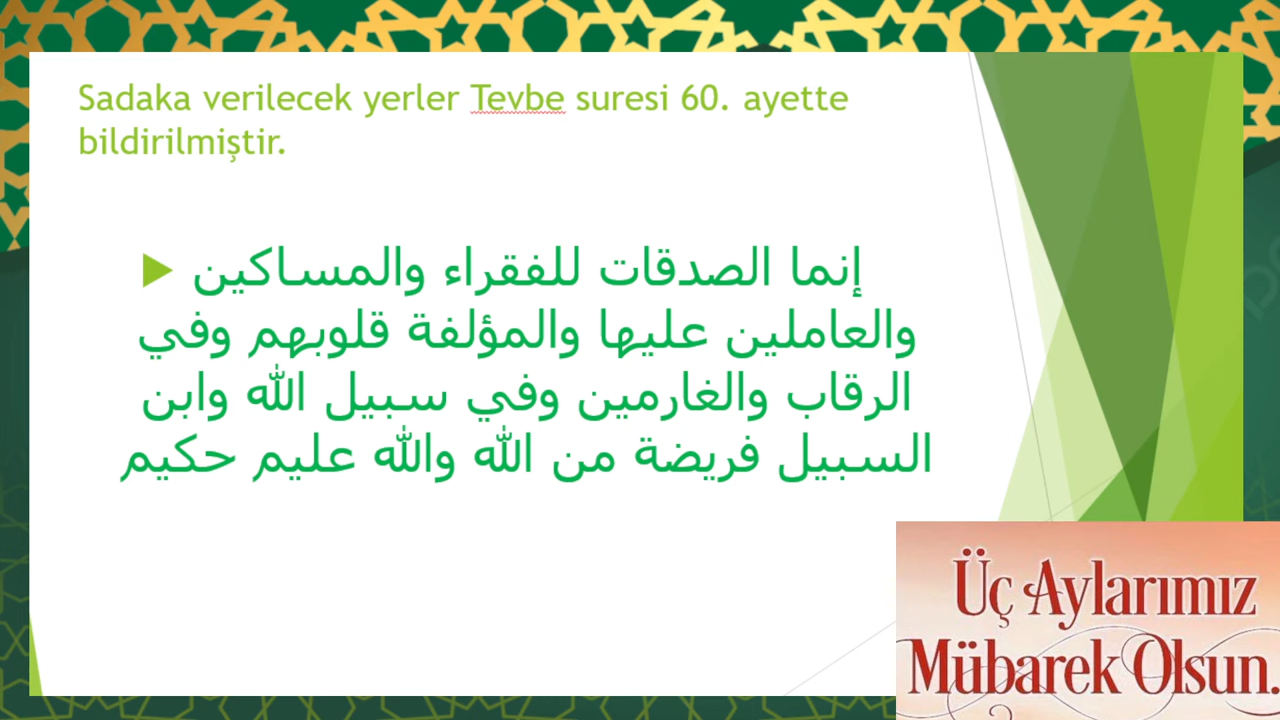 Sadaka verilecek yerler Tevbe suresi 60. ayette
bildirilmiştir.
إنما الصدقات للفقراء والمساكين
والعاملين عليها والمؤلفة قلوبهم وفي
الرقاب والغارمين وفي سبيل الله وابن
السبيل فريضة من الله والله عليم حكيم
Üç Aylarımız
Mübarek Olsun.